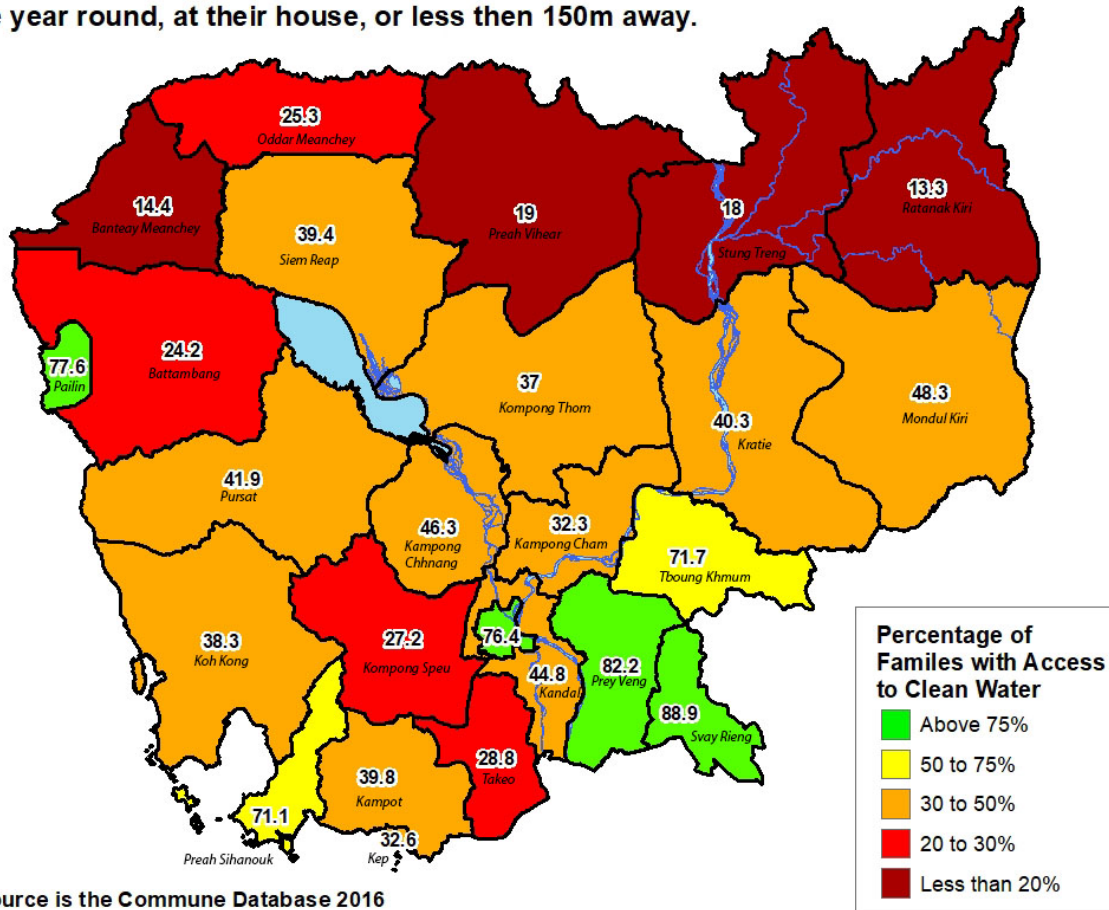 year round, at their house, or less then 150m away.
25.3
Oddar Meanchey
14.4
Banteay Meanchey
39.4
Siem Reap
19
Preah Vihear
18
Stung Treng
13.3
Ratanak Kiri
77.6
Pailin
24.2
Battambang
37
Kompong Thom
40.3
Kratie
48.3
Mondul Kiri
41.9
Pursat
46.3
Kampong
Chhnang
32.3
Kampong Cham
71.7
Tboung Khmum
38.3
Koh Kong
27.2
Kompong Speu
76.4
44.8
Kandal
82.2
Prey Veng
88.9
Svay Rieng
28.8
Takeo
39.8
Kampot
71.1
Preah Sihanouk
32.6
Kep
Percentage of
Familes with Access
to Clean Water
Above 75%
50 to 75%
30 to 50%
20 to 30%
Less than 20%
ource is the Commune Database 2016